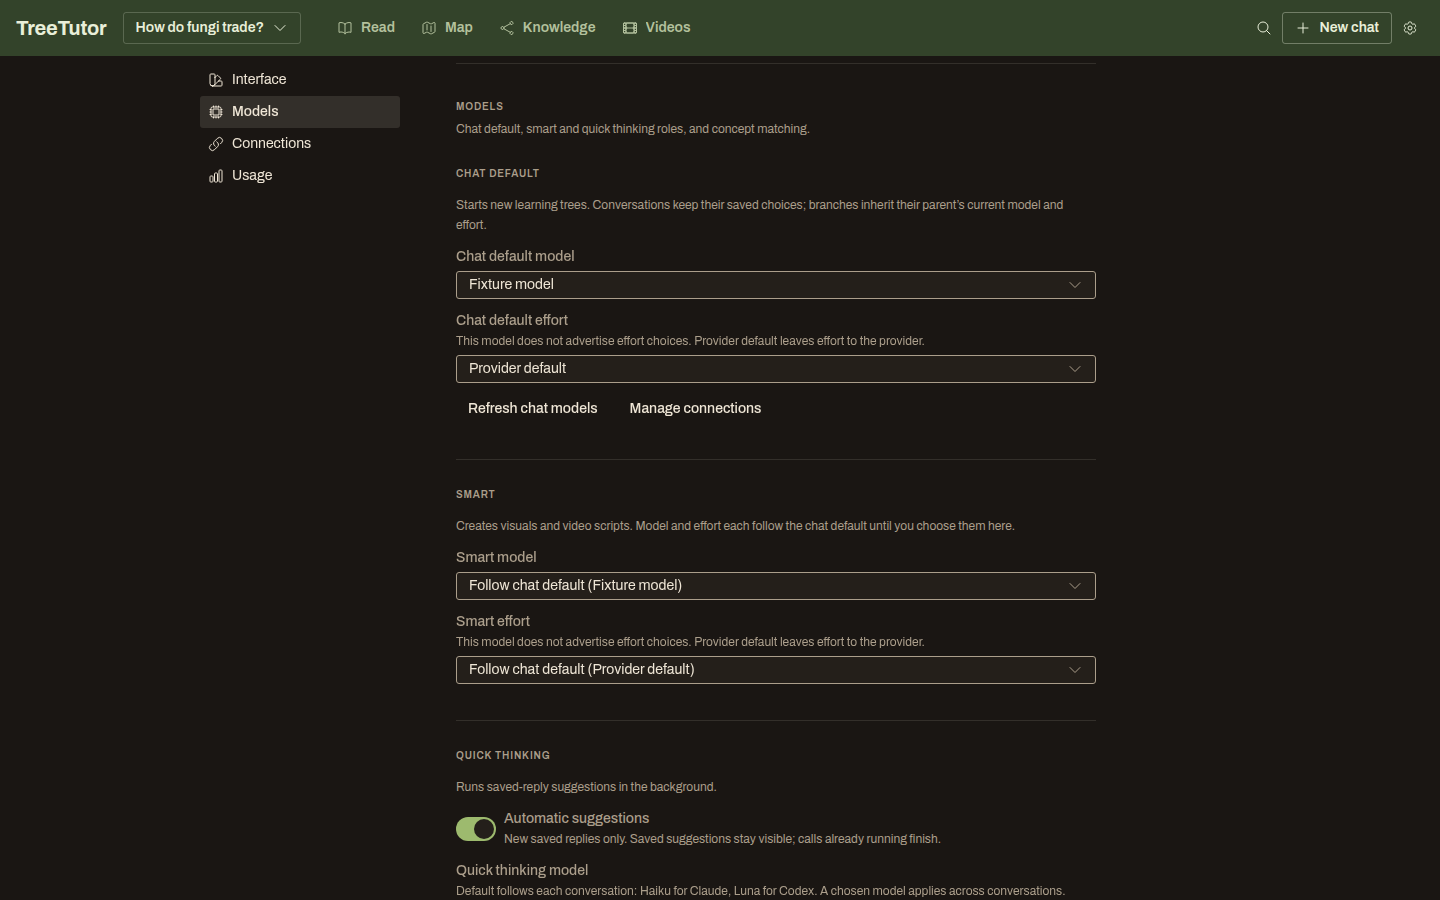 TreeTutor
How do fungi trade?
Read
Map
Knowledge
Videos
New chat
Interface
Models
Connections
Usage
MODELS
Chat default, smart and quick thinking roles, and concept matching.
CHAT DEFAULT
Starts new learning trees. Conversations keep their saved choices; branches inherit their parent’s current model and
effort.
Chat default model
Fixture model
Chat default effort
This model does not advertise effort choices. Provider default leaves effort to the provider.
Provider default
Refresh chat models
Manage connections
SMART
Creates visuals and video scripts. Model and effort each follow the chat default until you choose them here.
Smart model
Follow chat default (Fixture model)
Smart effort
This model does not advertise effort choices. Provider default leaves effort to the provider.
Follow chat default (Provider default)
QUICK THINKING
Runs saved-reply suggestions in the background.
Automatic suggestions
New saved replies only. Saved suggestions stay visible; calls already running finish.
Quick thinking model
Default follows each conversation: Haiku for Claude, Luna for Codex. A chosen model applies across conversations.